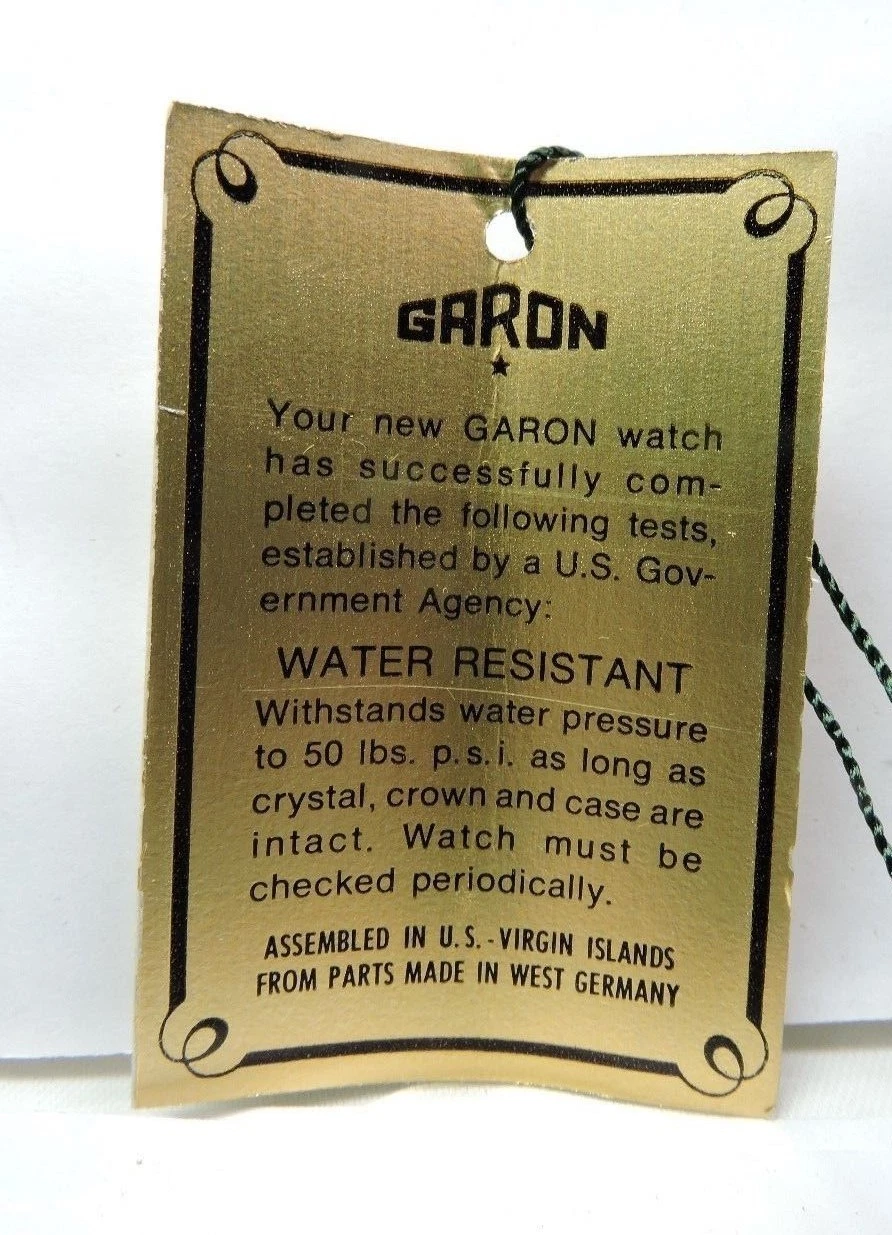 GARON
Your new GARON watch
has successfully com-
pleted the following tests,
established by a U.S. Gov-
ernment Agency:
WATER RESISTANT
Withstands water pressure
to 50 lbs. p.s.i. as long as
crystal, crown and case are
intact. Watch must be
checked periodically.
ASSEMBLED IN U.S.-VIRGIN ISLANDS
FROM PARTS MADE IN WEST GERMANY